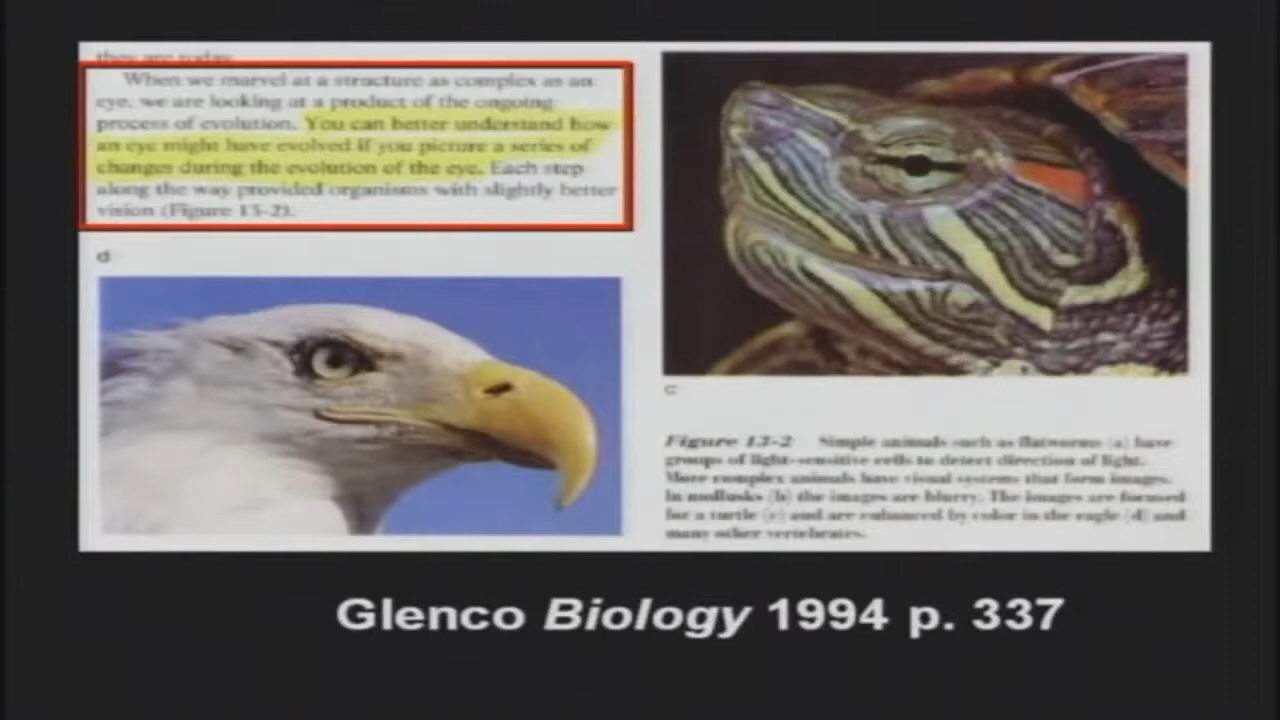 they are today.
When we marvel at a structure as complex as an
eye, we are looking at a product of the ongoing
process of evolution. You can better understand how
an eye might have evolved if you picture a series of
changes during the evolution of the eye. Each step
along the way provided organisms with slightly better
vision (Figure 13-2).
d
c
Figure 13-2 Simple animals such as flatworms (a) have
groups of light-sensitive cells to detect direction of light.
More complex animals have visual systems that form images.
In mollusks (b) the images are blurry. The images are focused
for a turtle (c) and are enhanced by color in the eagle (d) and
many other vertebrates.
Glenco Biology 1994 p. 337